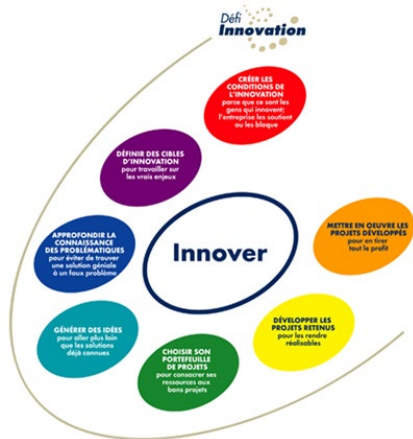 Défi
Innovation
CRÉER LES
CONDITIONS DE
L'INNOVATION
parce que ce sont les
gens qui innovent;
l'entreprise les soutient
ou les bloque
DÉFINIR DES CIBLES
D'INNOVATION
pour travailler sur
les vrais enjeux
APPROFONDIR LA
CONNAISSANCE
DES PROBLÉMATIQUES
pour éviter de trouver
une solution géniale
à un faux problème
GÉNÉRER DES IDÉES
pour aller plus loin
que les solutions
déjà connues
CHOISIR SON
PORTEFEUILLE
DE PROJETS
pour consacrer ses
ressources aux
bons projets
DÉVELOPPER LES
PROJETS RETENUS
pour les rendre
réalisables
METTRE EN OEUVRE LES
PROJETS DÉVELOPPÉS
pour en tirer
tout le profit
Innover